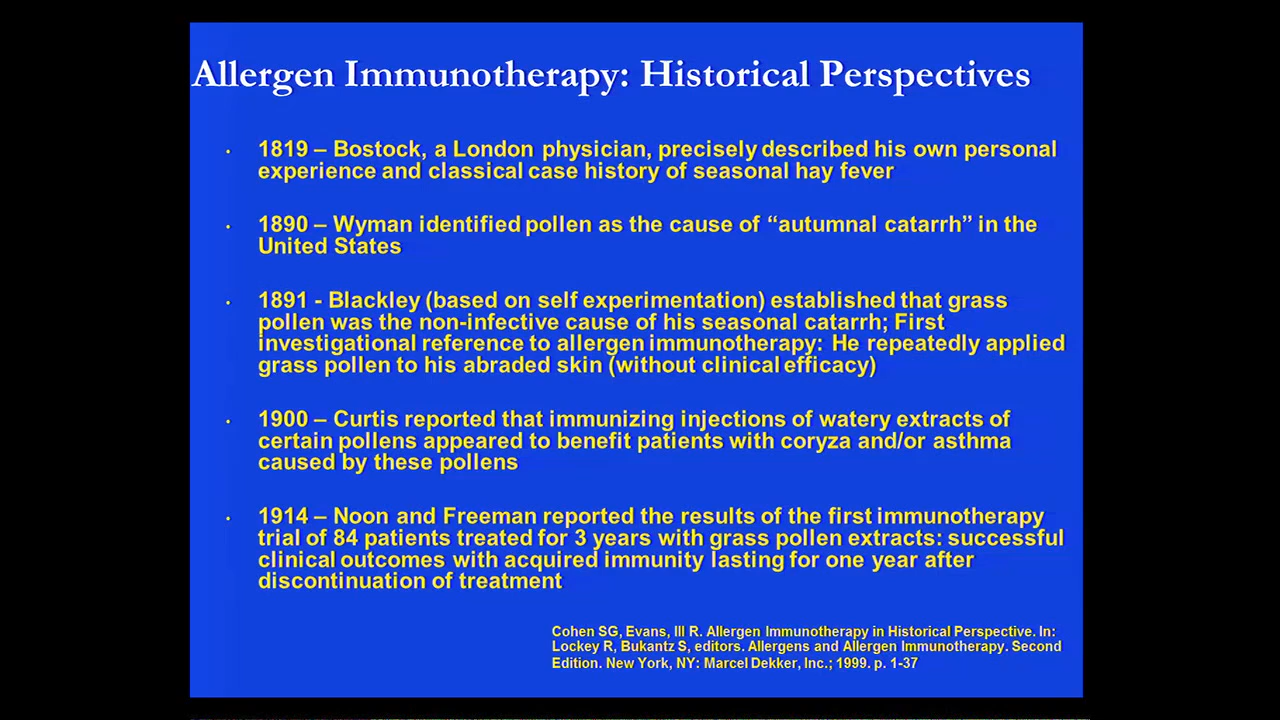 Allergen Immunotherapy: Historical Perspectives
• 1819 – Bostock, a London physician, precisely described his own personal
experience and classical case history of seasonal hay fever
• 1890 – Wyman identified pollen as the cause of “autumnal catarrh” in the
United States
• 1891 - Blackley (based on self experimentation) established that grass
pollen was the non-infective cause of his seasonal catarrh; First
investigational reference to allergen immunotherapy: He repeatedly applied
grass pollen to his abraded skin (without clinical efficacy)
• 1900 – Curtis reported that immunizing injections of watery extracts of
certain pollens appeared to benefit patients with coryza and/or asthma
caused by these pollens
• 1914 – Noon and Freeman reported the results of the first immunotherapy
trial of 84 patients treated for 3 years with grass pollen extracts: successful
clinical outcomes with acquired immunity lasting for one year after
discontinuation of treatment
Cohen SG, Evans, III R. Allergen Immunotherapy in Historical Perspective. In:
Lockey R, Bukantz S, editors. Allergens and Allergen Immunotherapy. Second
Edition. New York, NY: Marcel Dekker, Inc.; 1999. p. 1-37